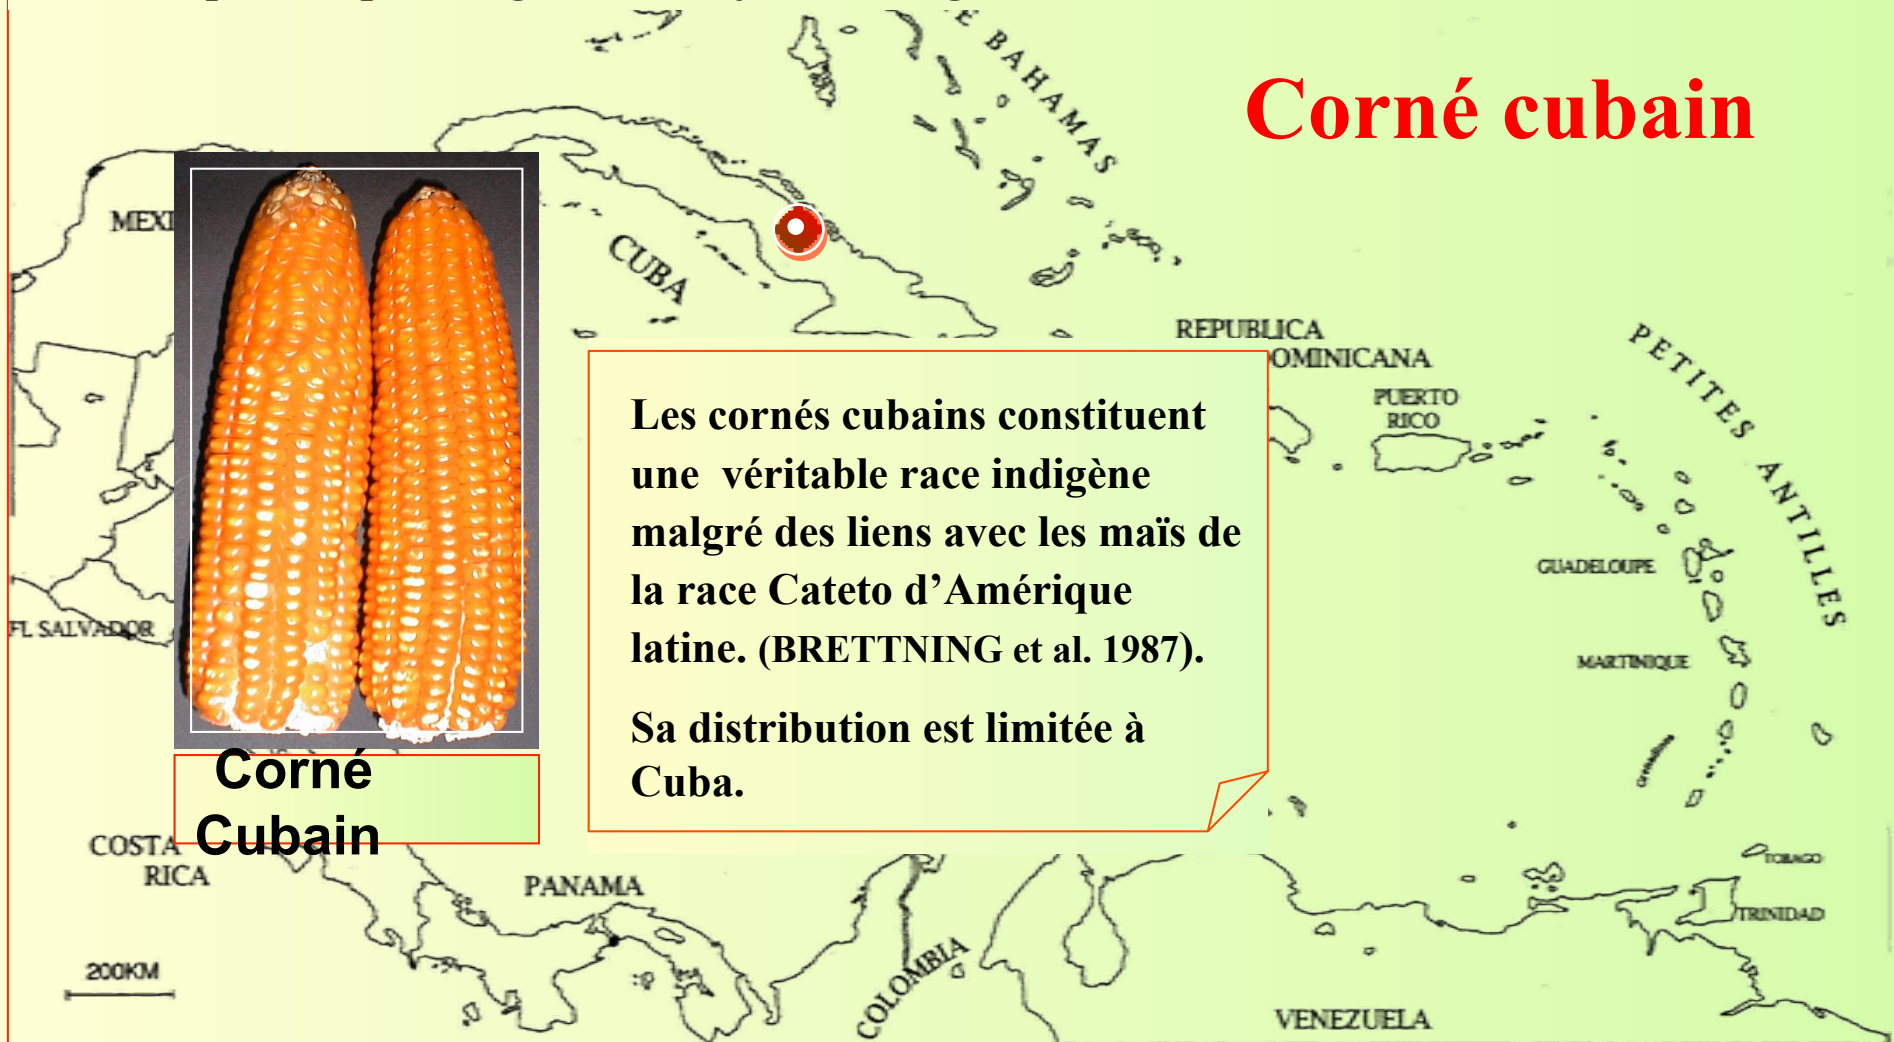 Corné cubain
BAHAMAS
MEXI
CUBA
REPUBLICA
OMINICANA
PUERTO
RICO
PETITES ANTILLES
Les cornés cubains constituent
une véritable race indigène
malgré des liens avec les maïs de
la race Cateto d’Amérique
latine. (BRETTNING et al. 1987).
Sa distribution est limitée à
Cuba.
GUADELOUPE
SALVADOR
MARTINIQUE
Corné
Cubain
COSTA
RICA
PANAMA
TOBAGO
TRINIDAD
200KM
COLOMBIA
VENEZUELA